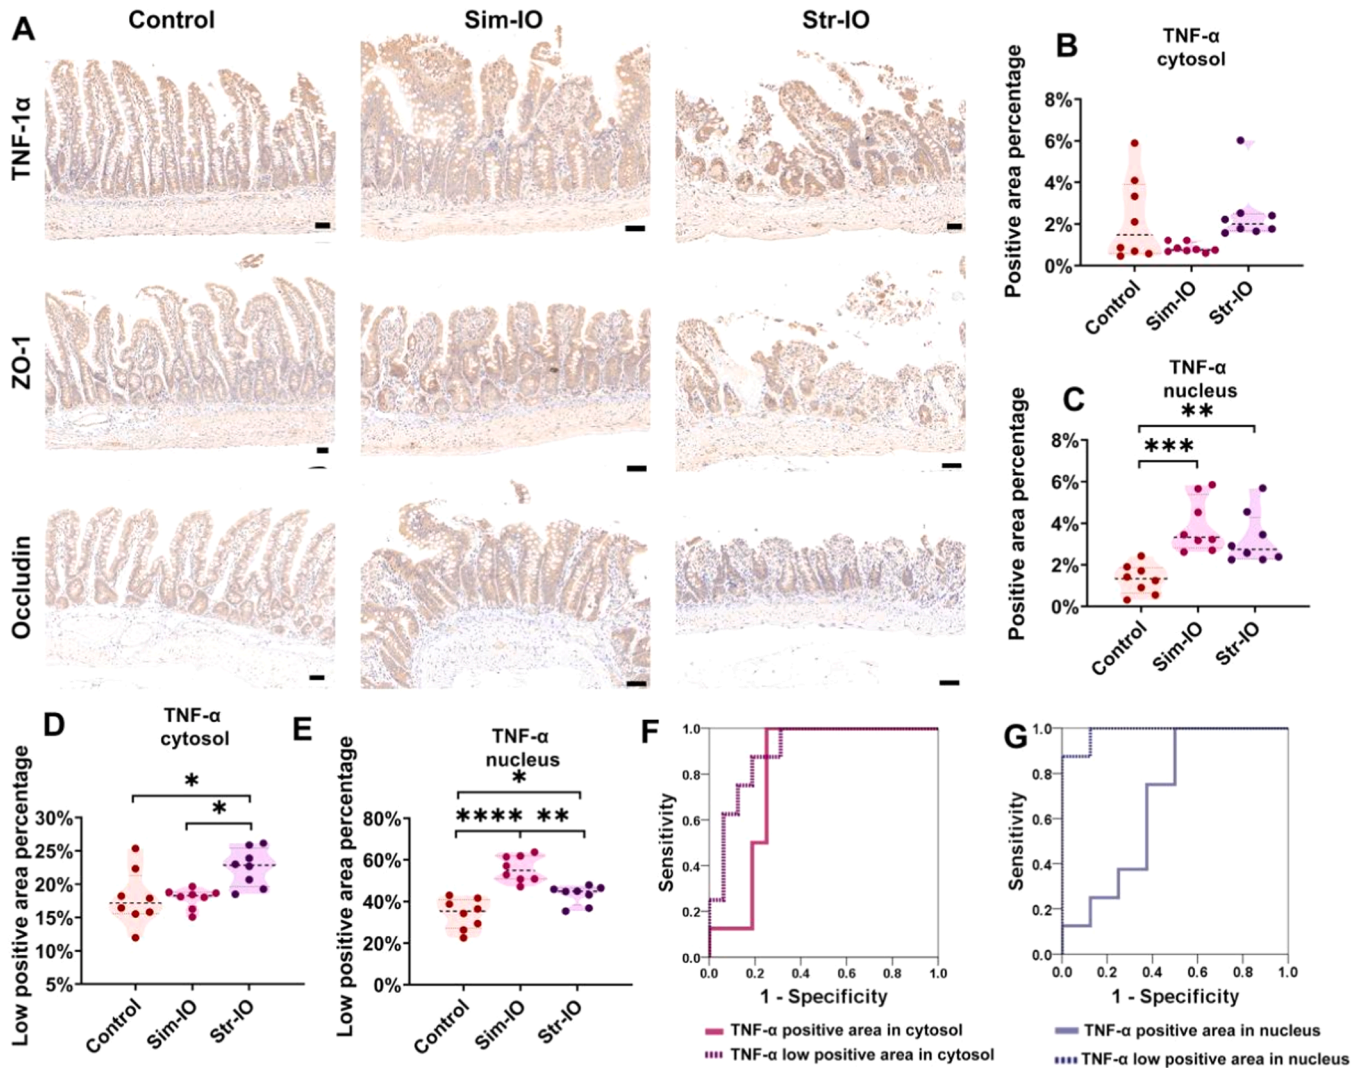 A
Control
Sim-IO
Str-IO
TNF-1α
ZO-1
Occludin
B
TNF-α
cytosol
Positive area percentage
8%
6%
4%
2%
0%
Control
Sim-IO
Str-IO
C
TNF-α
nucleus
**
***
Positive area percentage
8%
6%
4%
2%
0%
Control
Sim-IO
Str-IO
D
TNF-α
cytosol
*
*
Low positive area percentage
30%
25%
20%
15%
10%
5%
Control
Sim-IO
Str-IO
E
TNF-α
nucleus
*
**** **
Low positive area percentage
80%
60%
40%
20%
0%
Control
Sim-IO
Str-IO
F
Sensitivity
1.0
0.8
0.6
0.4
0.2
0.0
0.0 0.2 0.4 0.6 0.8 1.0
1 - Specificity
TNF-α positive area in cytosol
TNF-α low positive area in cytosol
G
Sensitivity
1.0
0.8
0.6
0.4
0.2
0.0
0.0 0.2 0.4 0.6 0.8 1.0
1 - Specificity
TNF-α positive area in nucleus
TNF-α low positive area in nucleus